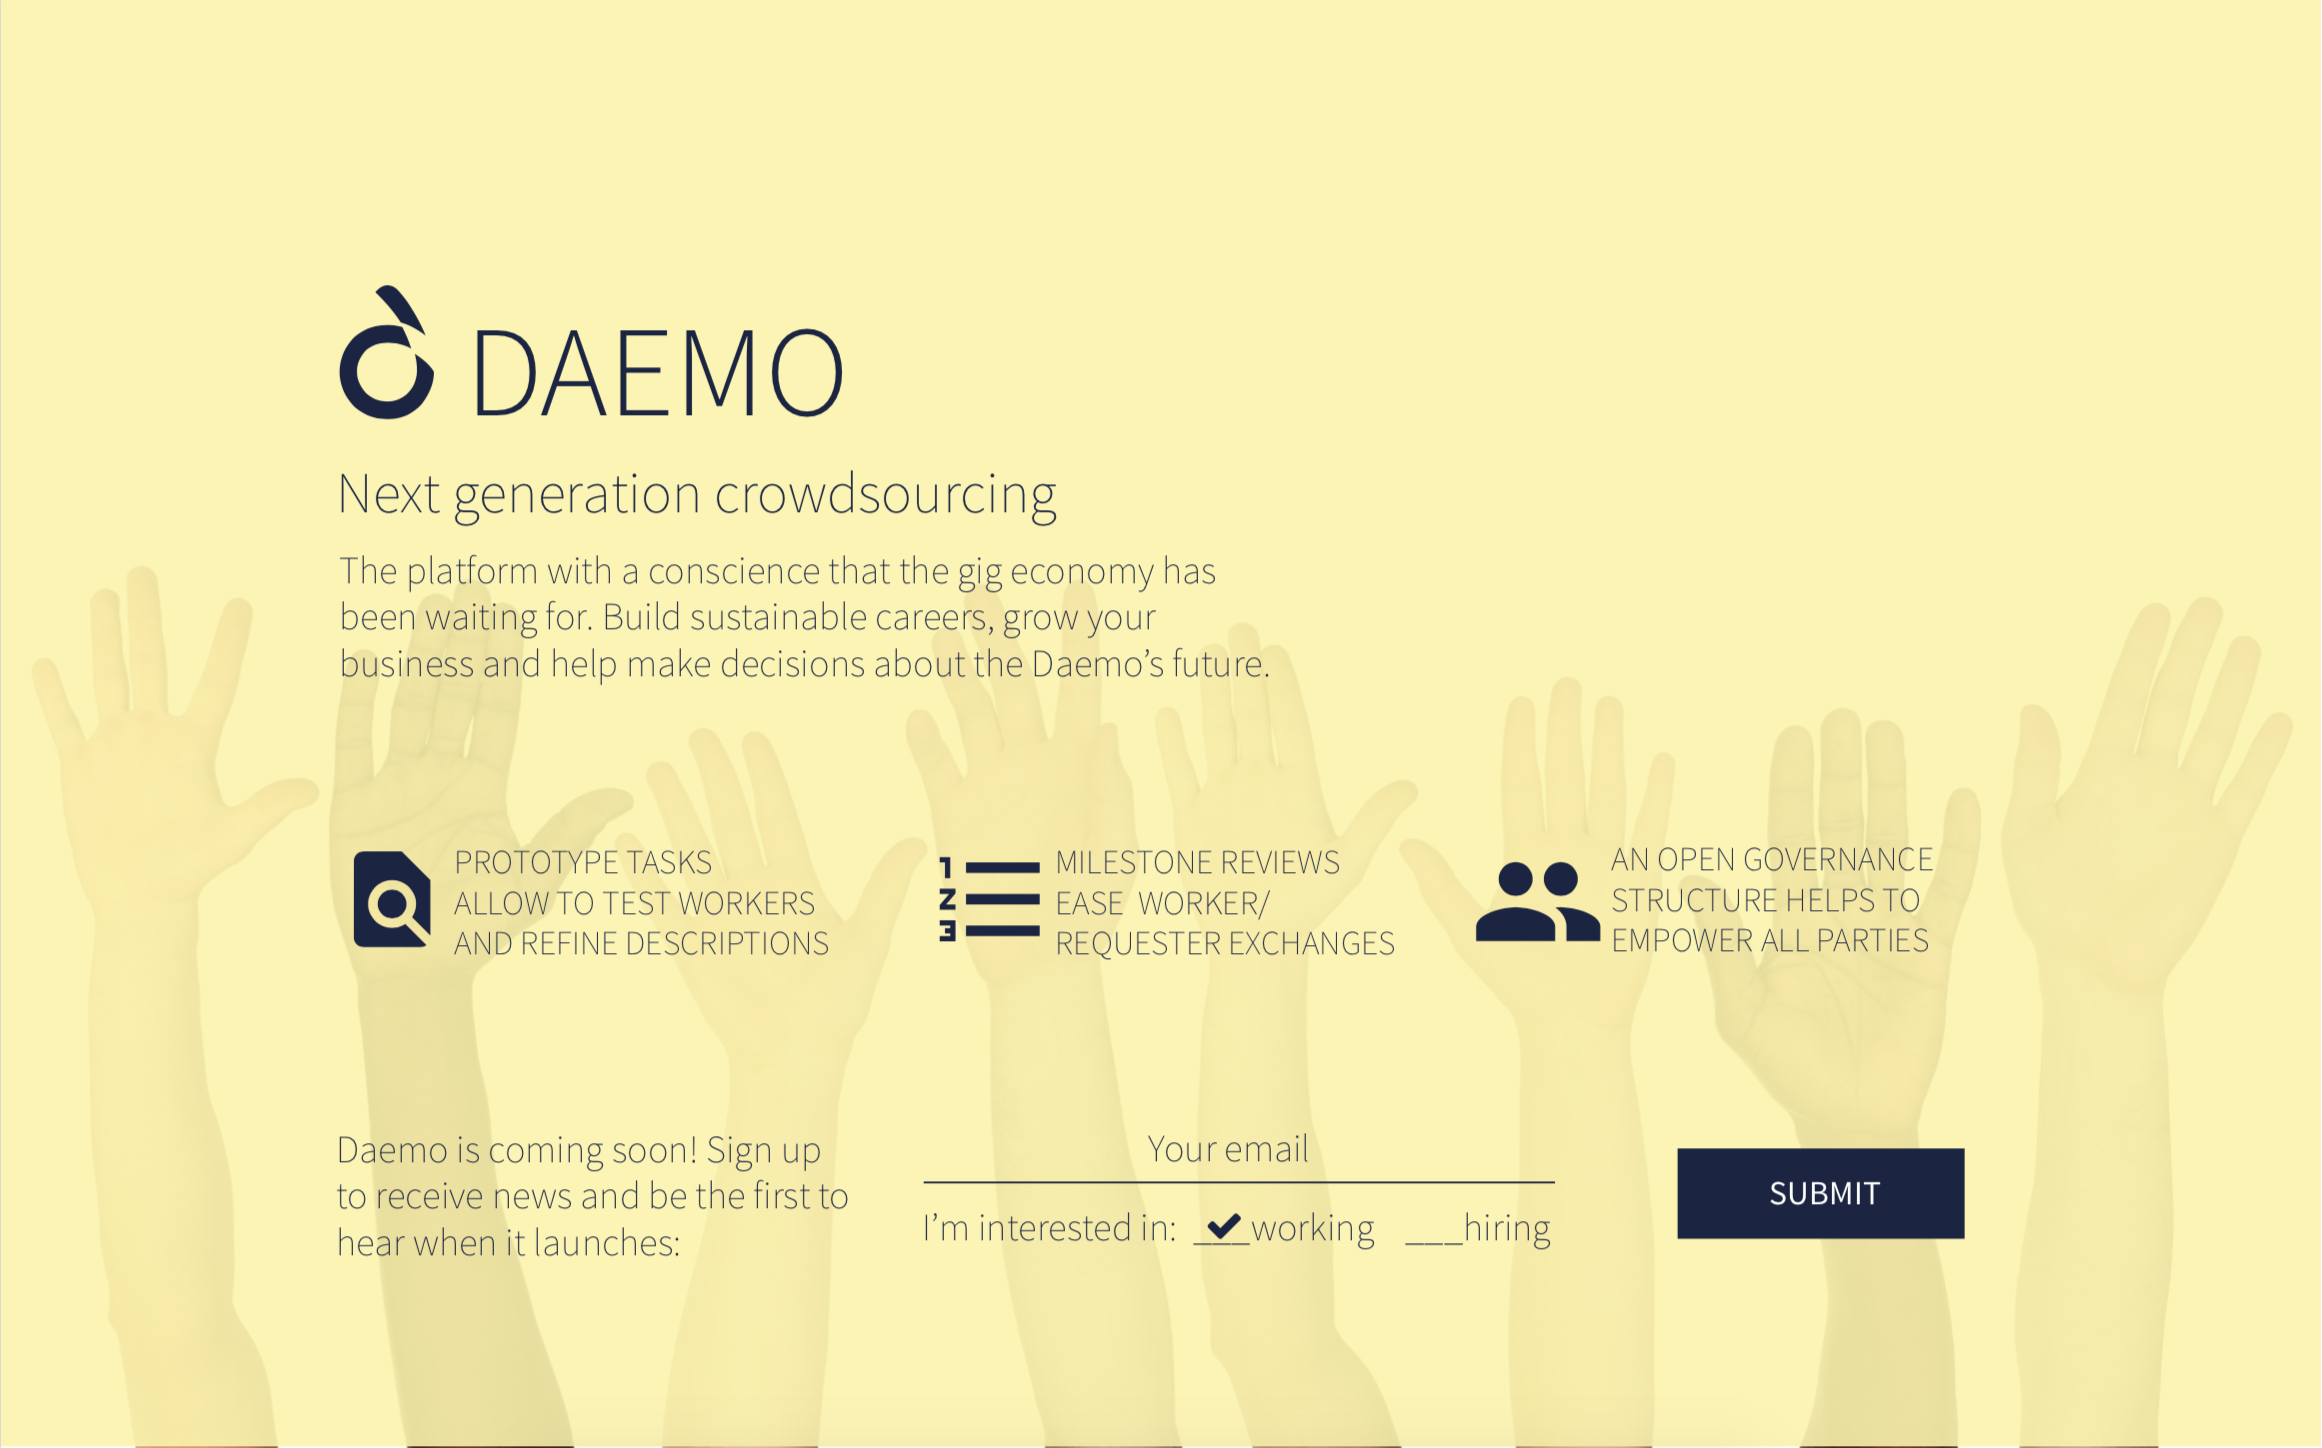 DAEMO
Next generation crowdsourcing
The platform with a conscience that the gig economy has
been waiting for. Build sustainable careers, grow your
business and help make decisions about the Daemo’s future.
PROTOTYPE TASKS
ALLOW TO TEST WORKERS
AND REFINE DESCRIPTIONS
1
2
3
MILESTONE REVIEWS
EASE WORKER/
REQUESTER EXCHANGES
AN OPEN GOVERNANCE
STRUCTURE HELPS TO
EMPOWER ALL PARTIES
Daemo is coming soon! Sign up
to receive news and be the first to
hear when it launches:
Your email
I’m interested in: ___working ___hiring
SUBMIT